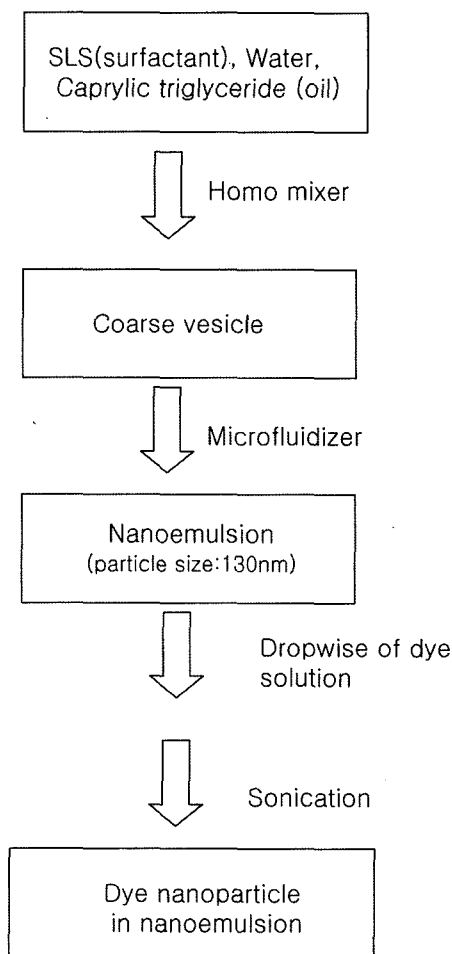 SLS(surfactant), Water,
Caprylic triglyceride (oil)
Homo mixer
Coarse vesicle
Microfluidizer
Nanoemulsion
(particle size:130nm)
Dropwise of dye
solution
Sonication
Dye nanoparticle
in nanoemulsion